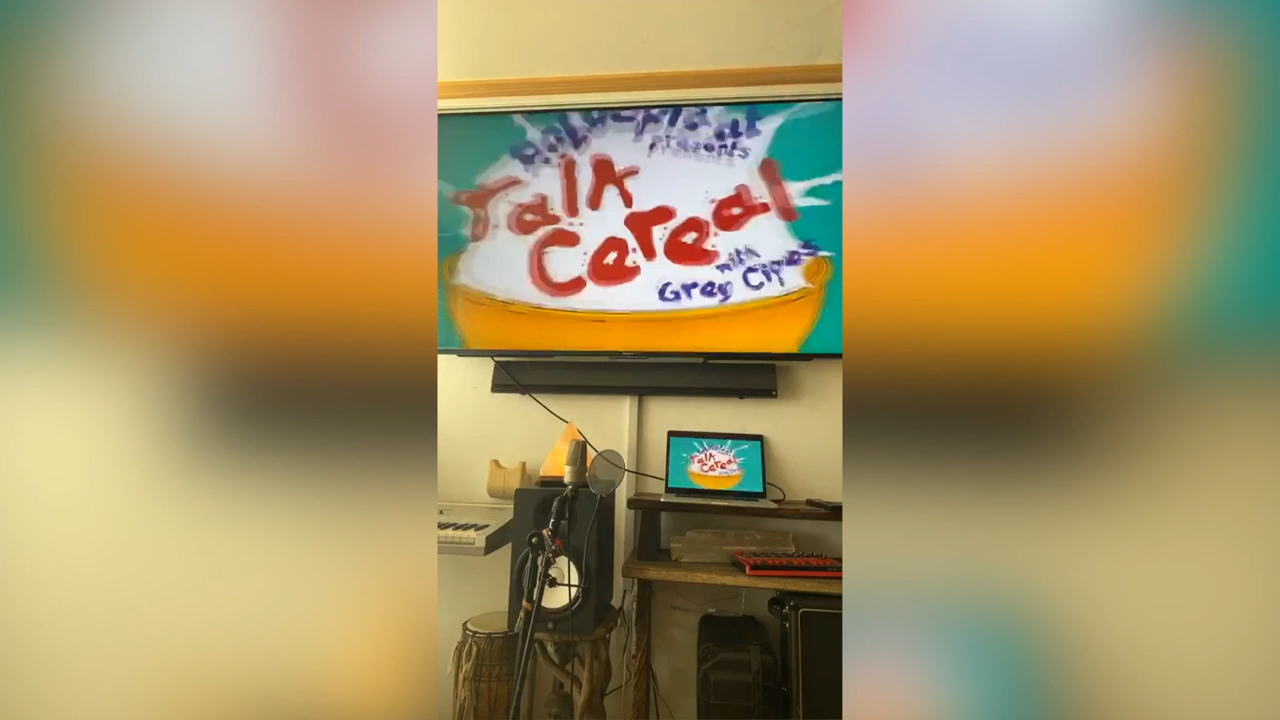 presents
Talk
Cereal
with
Greg Cipes